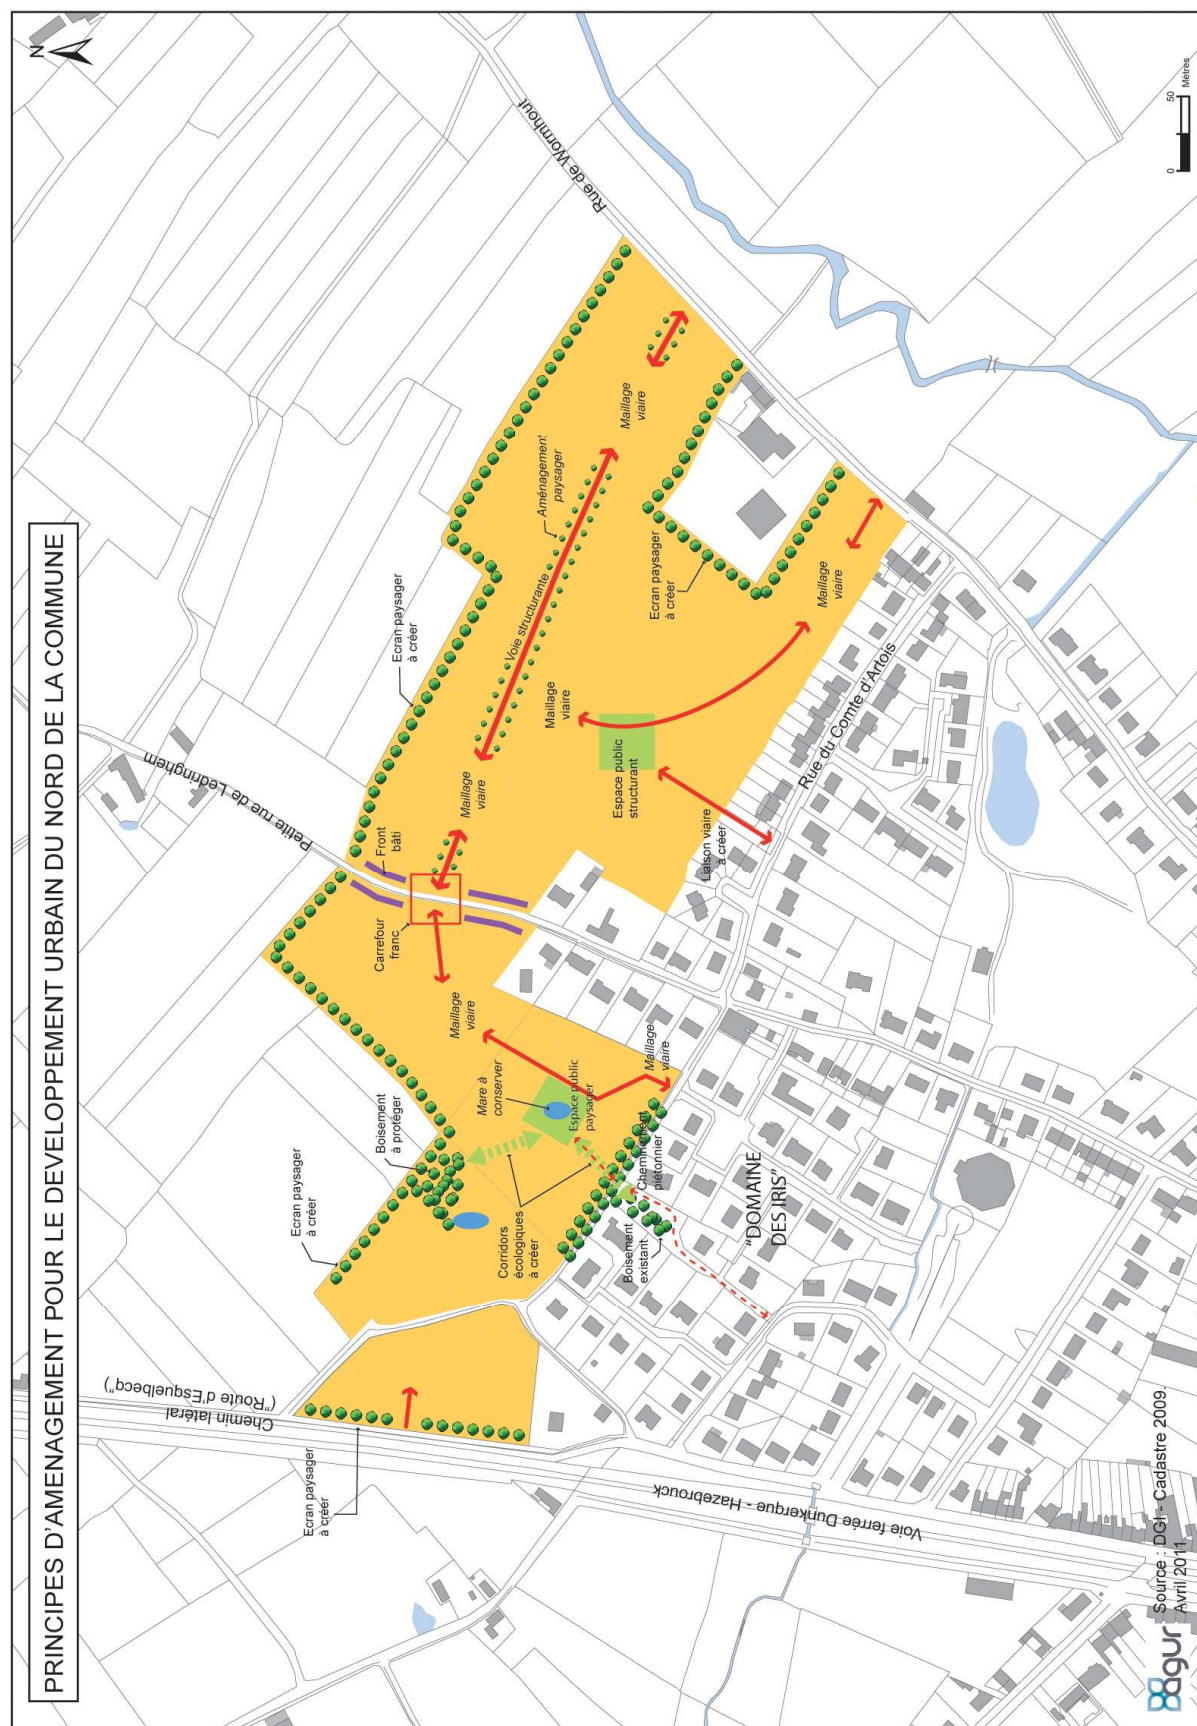 PRINCIPES D'AMENAGEMENT POUR LE DEVELOPPEMENT URBAIN DU NORD DE LA COMMUNE
N
Chemin latéral
("Route d'Esquelbecq")
Ecran paysager
à créer
Ecran paysager
à créer
Boisement
à protéger
Mare à
conserver
Espace public
paysager
Corridors
écologiques
à créer
Cheminement
piétonnier
Boisement
existant
"DOMAINE
DES IRIS"
Maillage
viaire
Maillage
viaire
Carrefour
franc
Front
bâti
Petite rue de Ledringhem
Ecran paysager
à créer
Maillage
viaire
Voie structurante
Aménagement
paysager
Maillage
viaire
Maillage
viaire
Espace public
structurant
Liaison viaire
à créer
Ecran paysager
à créer
Maillage
viaire
Rue du Comte d'Artois
Rue de Wormhout
Voie ferrée Dunkerque - Hazebrouck
agur
Source : DGI - Cadastre 2009.
Avril 2011.
0 50
Mètres